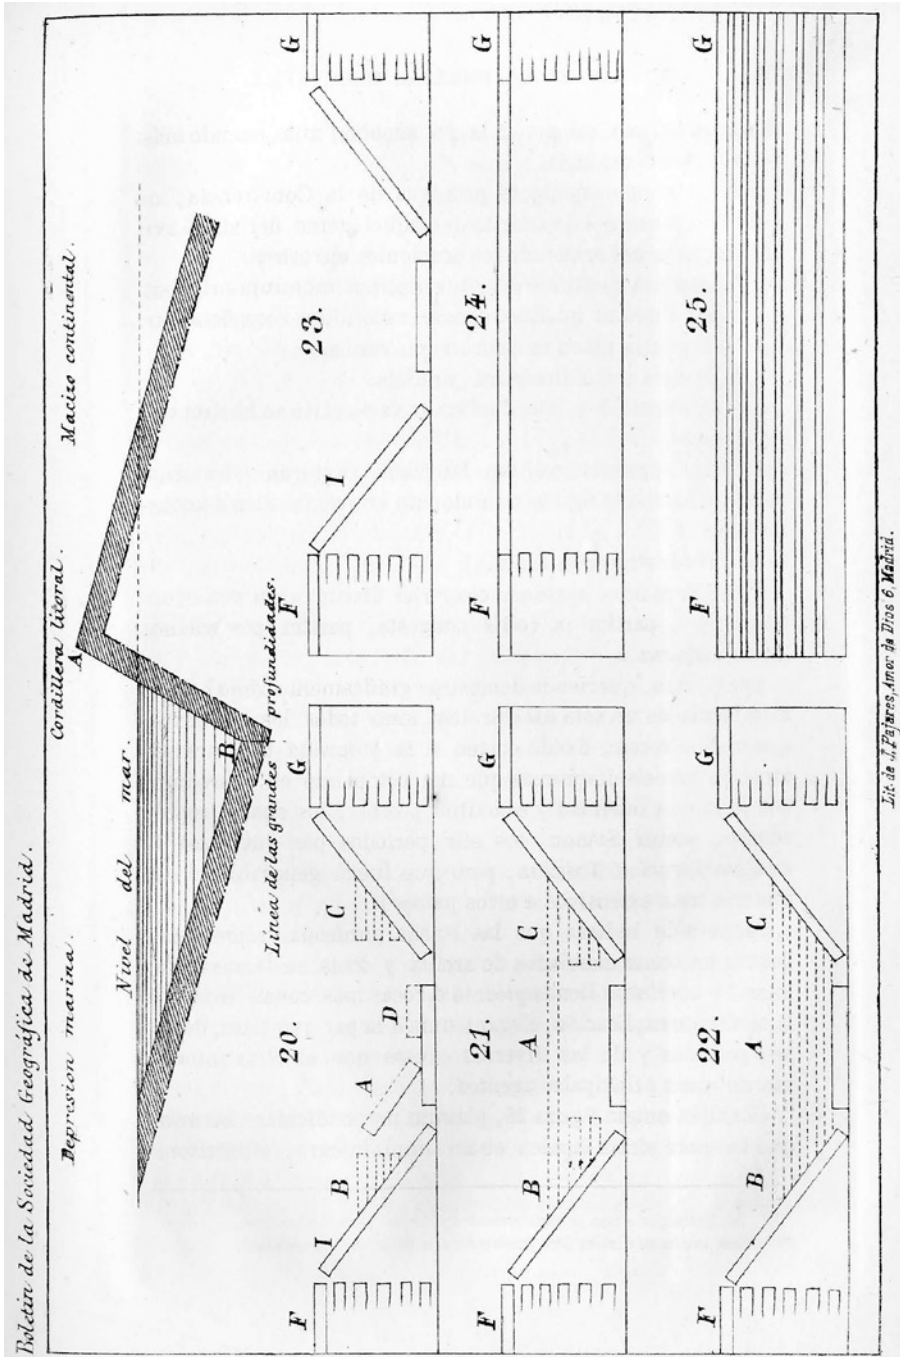 Boletin de la Sociedad Geográfica de Madrid.
Depresion marina.
Cordillera litoral.
Macizo continental.
A
Nivel del mar.
B
Línea de las grandes profundidades.
20.
F I B A D C G
23.
F I G
21.
F B A C G
24.
F G
22.
F B A C G
25.
F G
Lit. de J. Pajares, Amor de Dios 6, Madrid.